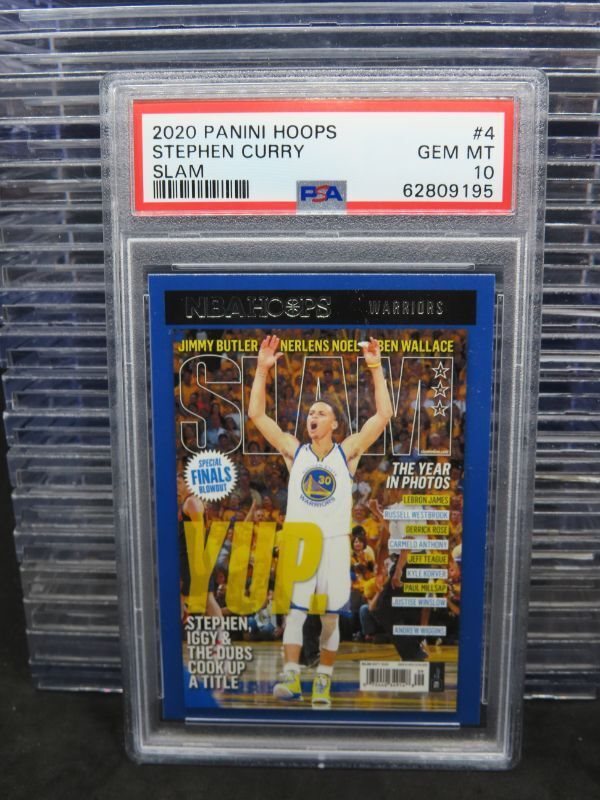 2020 PANINI HOOPS #4
STEPHEN CURRY GEM MT
SLAM 10
PSA 62809195
NBA HOOPS WARRIORS
JIMMY BUTLER NERLENS NOEL BEN WALLACE
SLAM
SPECIAL
FINALS
BLOWOUT
THE YEAR
IN PHOTOS
LEBRON JAMES
RUSSELL WESTBROOK
DERRICK ROSE
CARMELO ANTHONY
JEFF TEAGUE
KYLE KORVER
PAUL MILLSAP
JUSTISE WINSLOW
ANDREW WIGGINS
30
WARRIORS
YUP.
STEPHEN,
IGGY &
THE DUBS
COOK UP
A TITLE